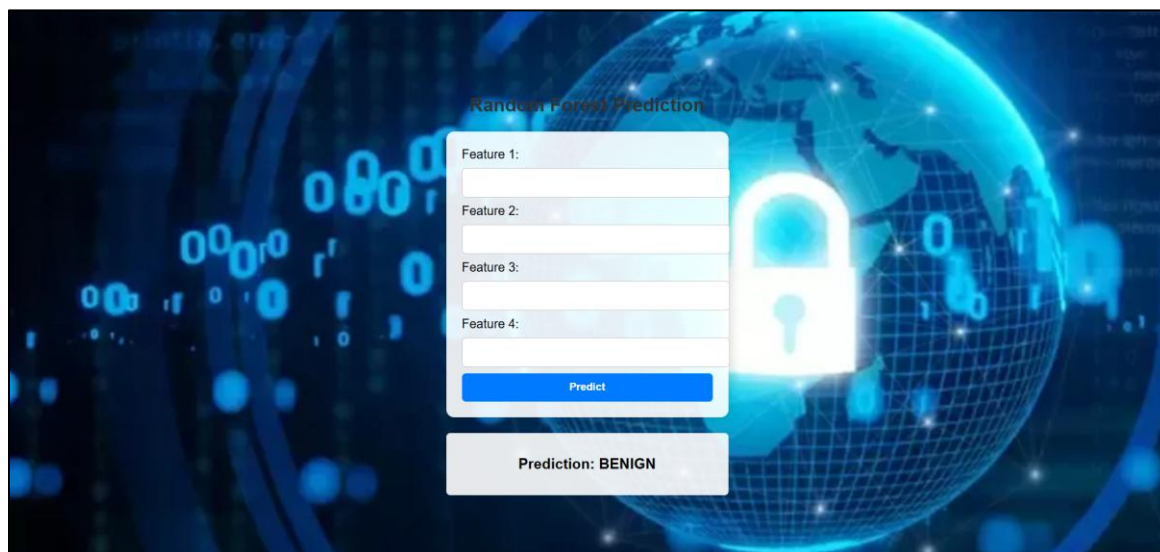 Random Forest Prediction
Feature 1:
Feature 2:
Feature 3:
Feature 4:
Predict
Prediction: BENIGN